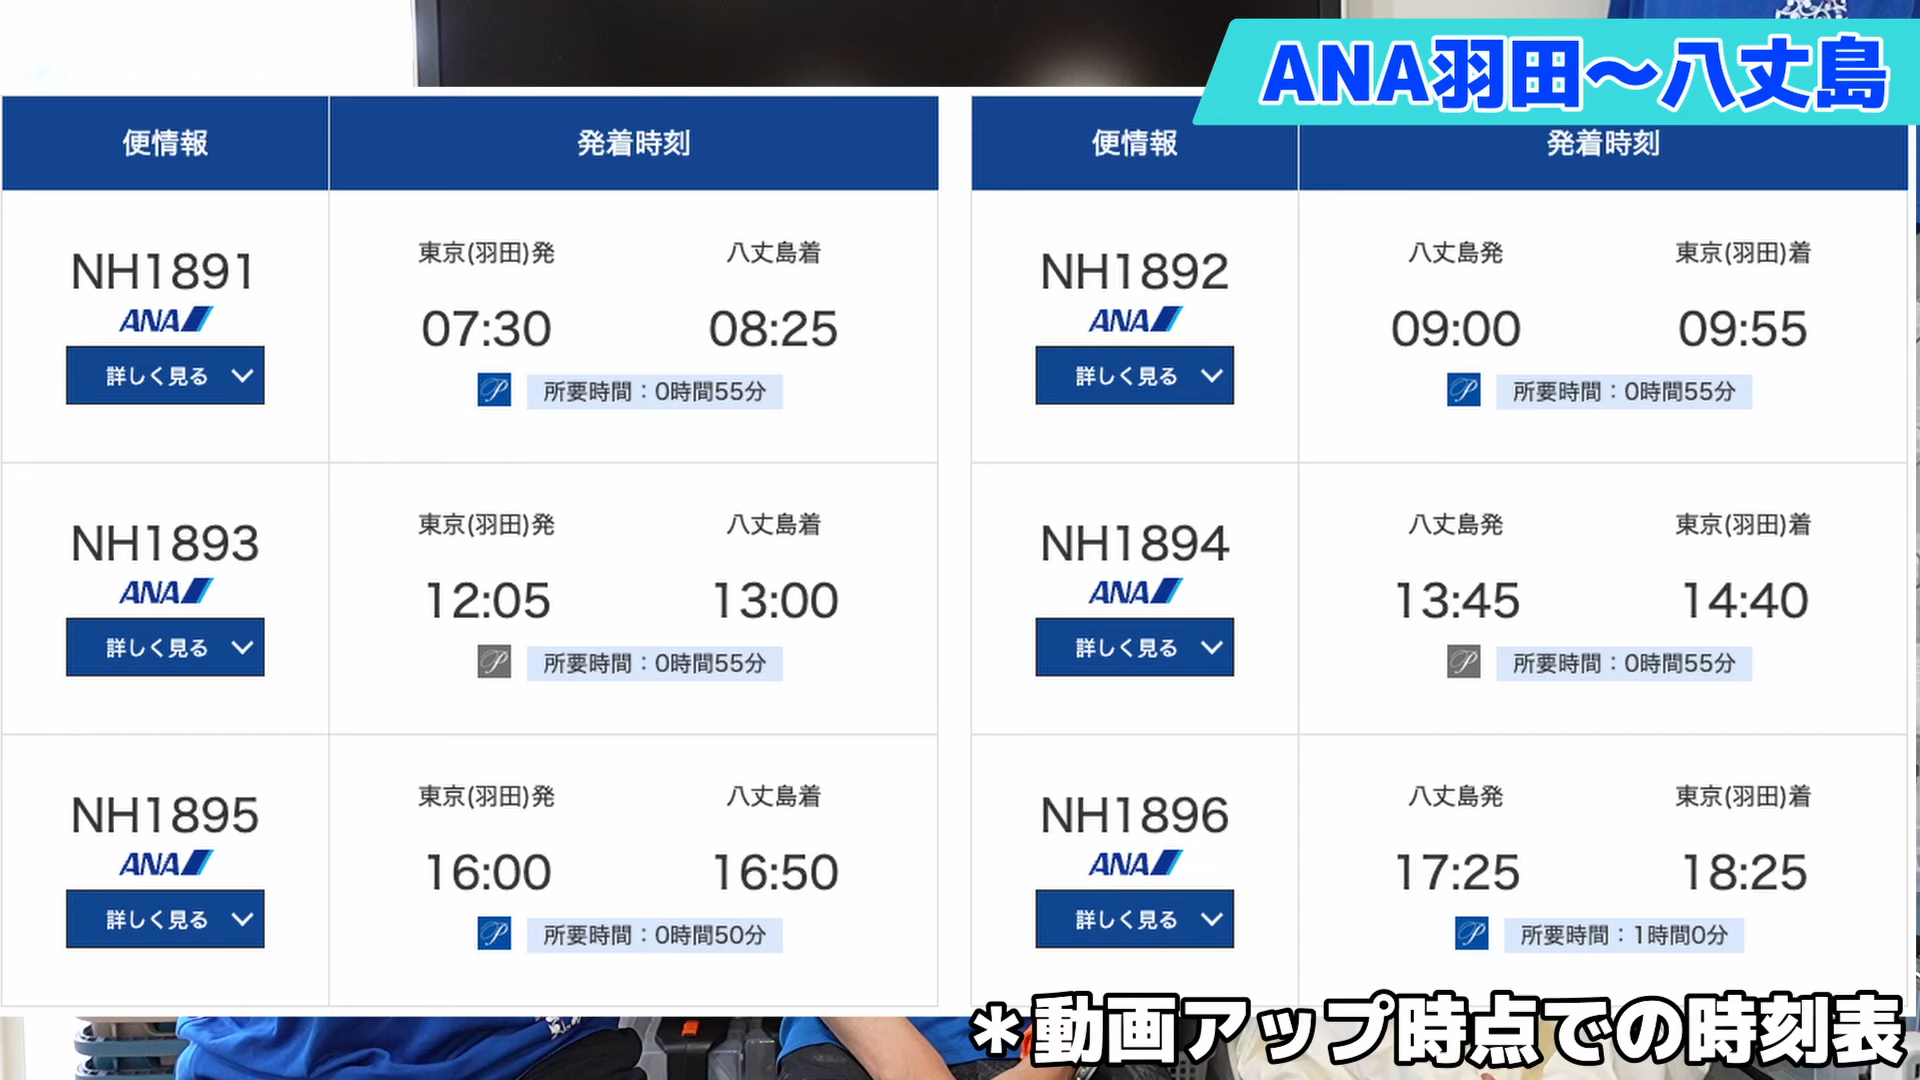 ANA羽田～八丈島
便情報 発着時刻
NH1891
ANA
詳しく見る
東京(羽田)発 八丈島着
07:30 08:25
P 所要時間：0時間55分
NH1893
ANA
詳しく見る
東京(羽田)発 八丈島着
12:05 13:00
P 所要時間：0時間55分
NH1895
ANA
詳しく見る
東京(羽田)発 八丈島着
16:00 16:50
P 所要時間：0時間50分
便情報 発着時刻
NH1892
ANA
詳しく見る
八丈島発 東京(羽田)着
09:00 09:55
P 所要時間：0時間55分
NH1894
ANA
詳しく見る
八丈島発 東京(羽田)着
13:45 14:40
P 所要時間：0時間55分
NH1896
ANA
詳しく見る
八丈島発 東京(羽田)着
17:25 18:25
P 所要時間：1時間0分
＊動画アップ時点での時刻表